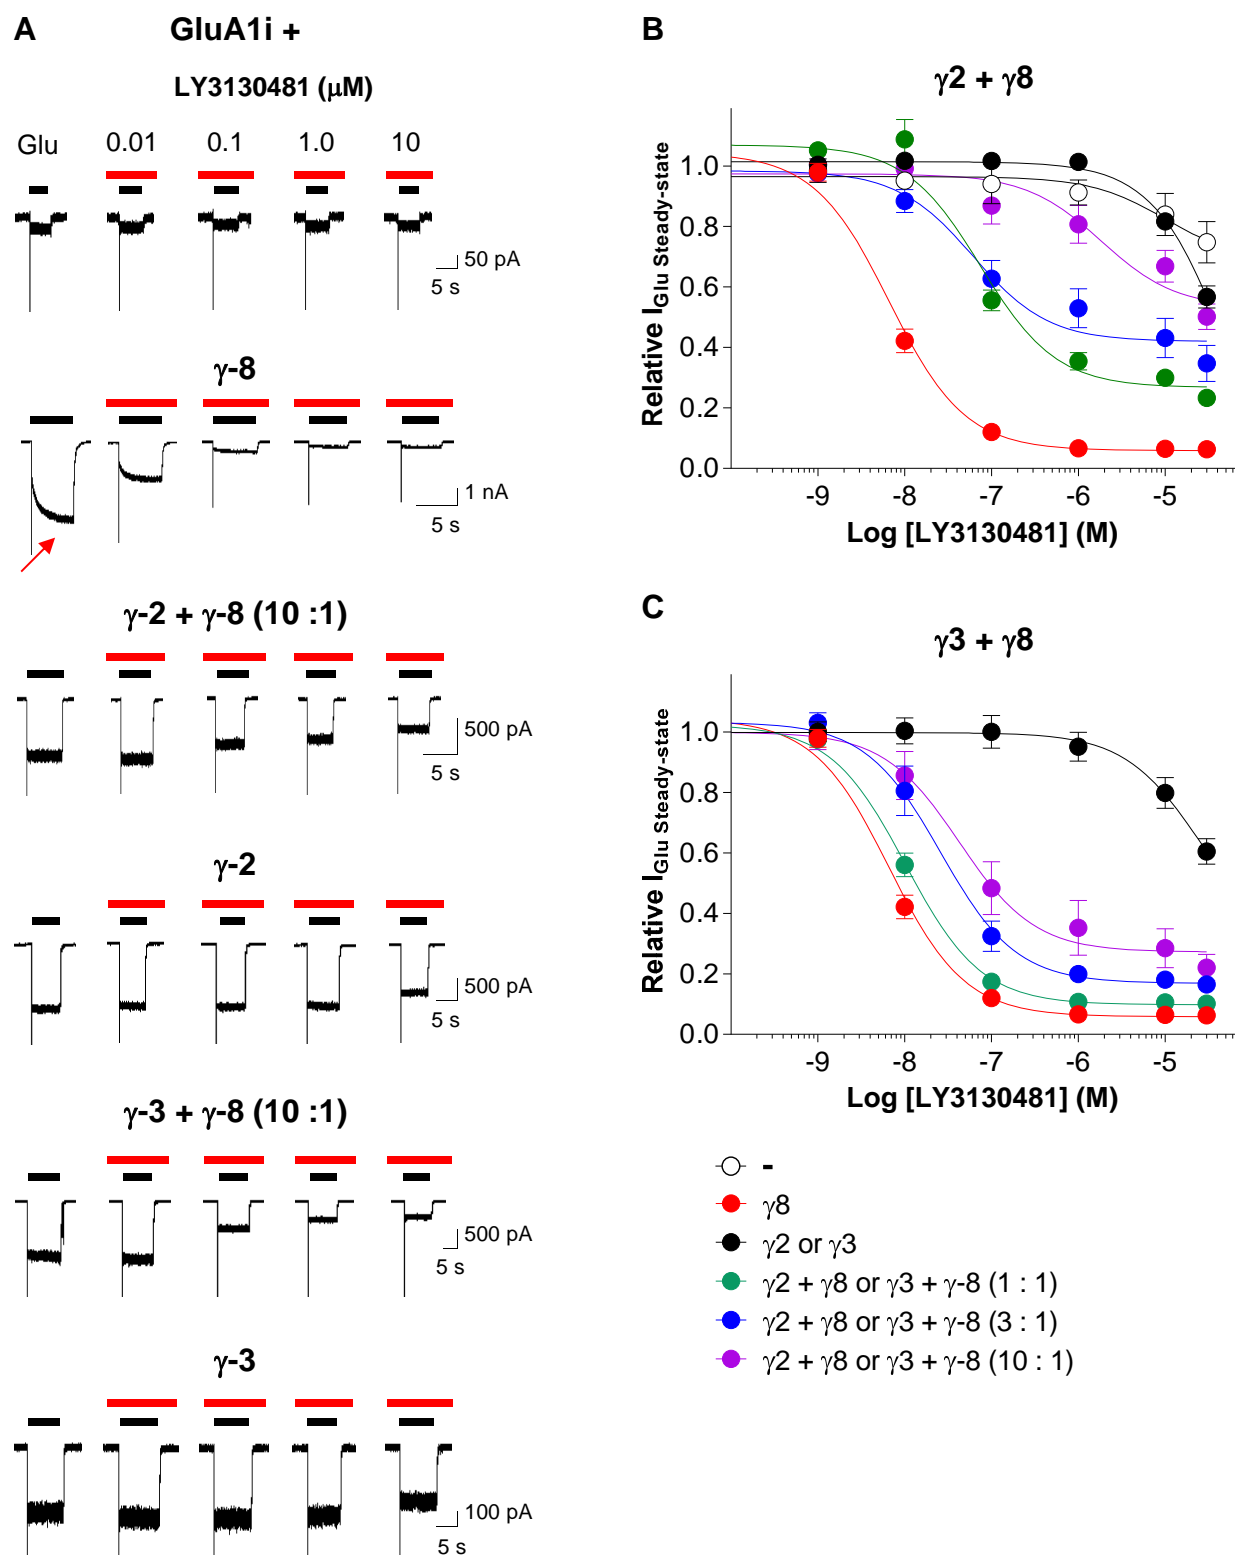 A
GluA1i +
LY3130481 (μM)
Glu 0.01 0.1 1.0 10
50 pA
5 s
γ-8
1 nA
5 s
γ-2 + γ-8 (10 :1)
500 pA
5 s
γ-2
500 pA
5 s
γ-3 + γ-8 (10 :1)
500 pA
5 s
γ-3
100 pA
5 s
B
γ2 + γ8
Relative I Glu Steady-state
1.0
0.8
0.6
0.4
0.2
0.0
-9 -8 -7 -6 -5
Log [LY3130481] (M)
C
γ3 + γ8
Relative I Glu Steady-state
1.0
0.8
0.6
0.4
0.2
0.0
-9 -8 -7 -6 -5
Log [LY3130481] (M)
-
γ8
γ2 or γ3
γ2 + γ8 or γ3 + γ-8 (1 : 1)
γ2 + γ8 or γ3 + γ-8 (3 : 1)
γ2 + γ8 or γ3 + γ-8 (10 : 1)